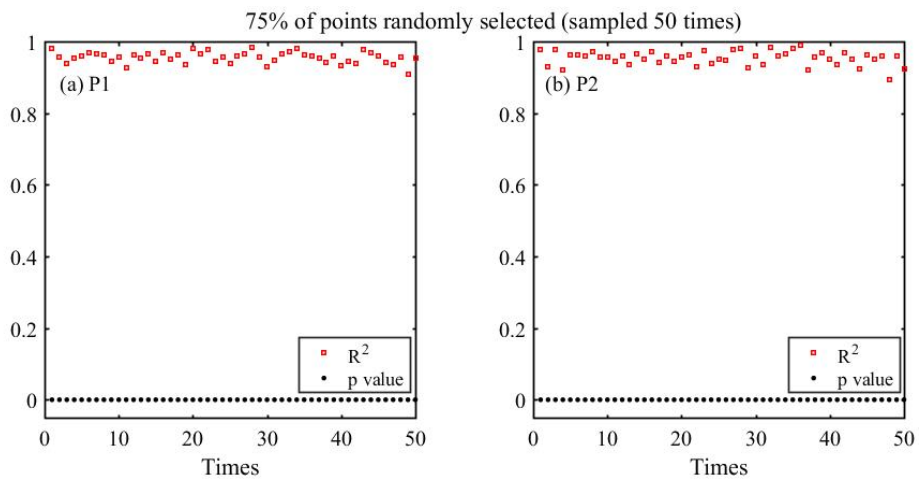 75% of points randomly selected (sampled 50 times)
(a) P1
1
0.8
0.6
0.4
0.2
0
R²
p value
0 10 20 30 40 50
Times
(b) P2
1
0.8
0.6
0.4
0.2
0
R²
p value
0 10 20 30 40 50
Times